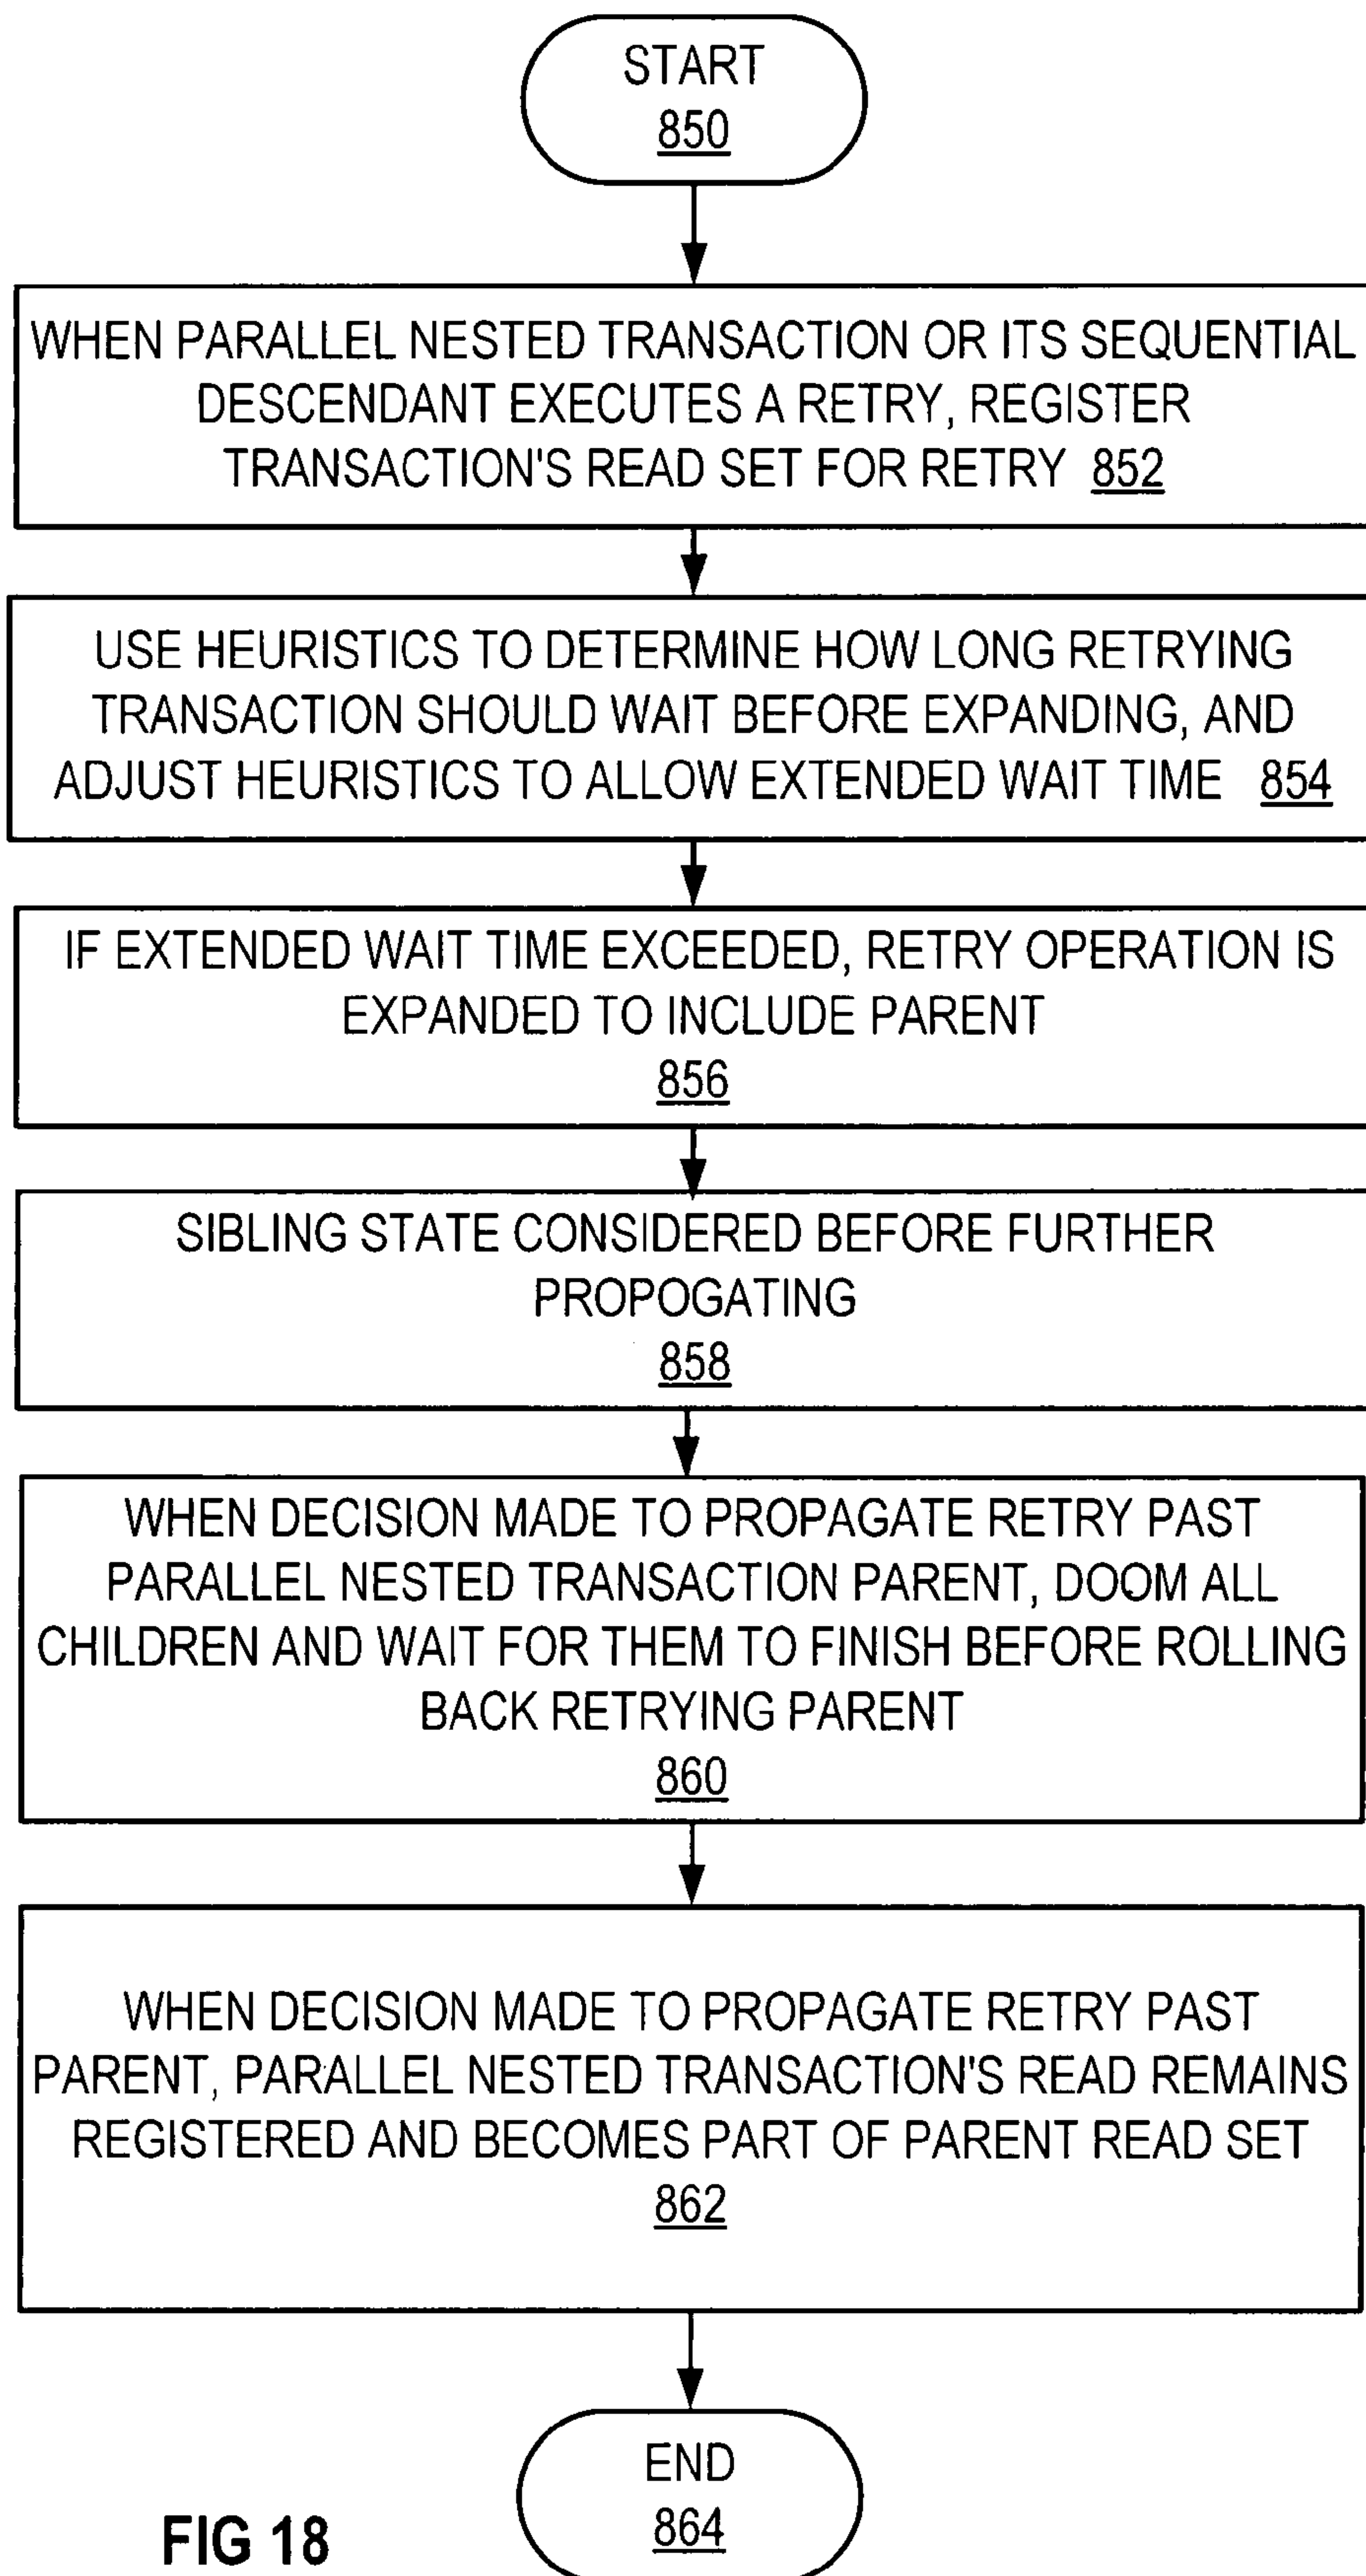 START
850
WHEN PARALLEL NESTED TRANSACTION OR ITS SEQUENTIAL
DESCENDANT EXECUTES A RETRY, REGISTER
TRANSACTION'S READ SET FOR RETRY 852
USE HEURISTICS TO DETERMINE HOW LONG RETRYING
TRANSACTION SHOULD WAIT BEFORE EXPANDING, AND
ADJUST HEURISTICS TO ALLOW EXTENDED WAIT TIME 854
IF EXTENDED WAIT TIME EXCEEDED, RETRY OPERATION IS
EXPANDED TO INCLUDE PARENT
856
SIBLING STATE CONSIDERED BEFORE FURTHER
PROPOGATING
858
WHEN DECISION MADE TO PROPAGATE RETRY PAST
PARALLEL NESTED TRANSACTION PARENT, DOOM ALL
CHILDREN AND WAIT FOR THEM TO FINISH BEFORE ROLLING
BACK RETRYING PARENT
860
WHEN DECISION MADE TO PROPAGATE RETRY PAST
PARENT, PARALLEL NESTED TRANSACTION'S READ REMAINS
REGISTERED AND BECOMES PART OF PARENT READ SET
862
END
864
FIG 18